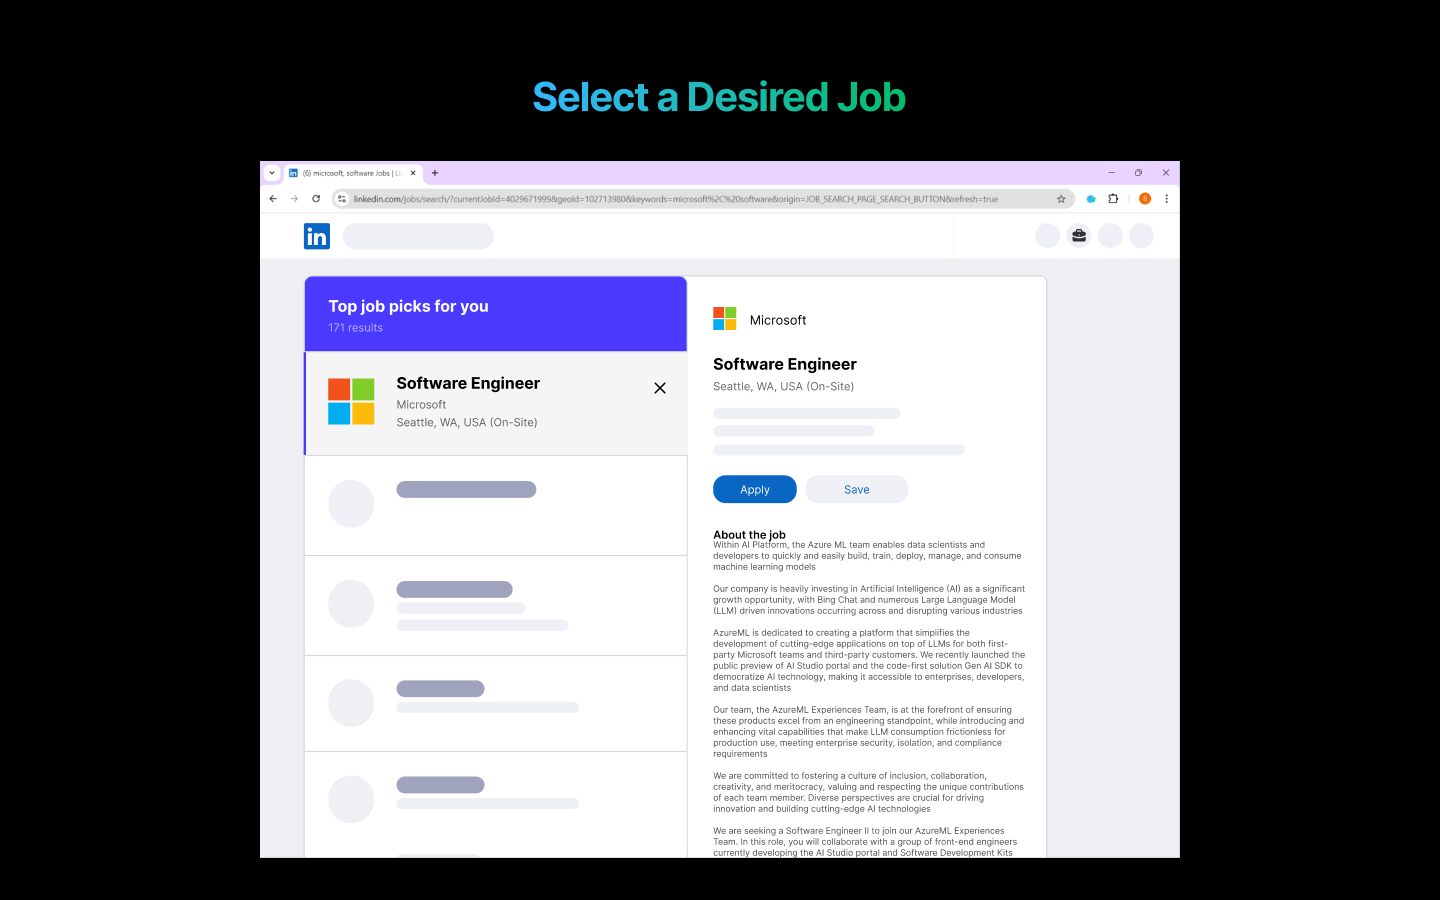 Select a Desired Job
(6) microsoft, software Jobs | Li
linkedin.com/jobs/search/?currentJobId=4029671999&geoId=102713980&keywords=microsoft%2C%20software&origin=JOB_SEARCH_PAGE_SEARCH_BUTTON&refresh=true
S
in
Top job picks for you
171 results
Software Engineer
Microsoft
Seattle, WA, USA (On-Site)
Microsoft
Software Engineer
Seattle, WA, USA (On-Site)
Apply
Save
About the job
Within AI Platform, the Azure ML team enables data scientists and
developers to quickly and easily build, train, deploy, manage, and consume
machine learning models
Our company is heavily investing in Artificial Intelligence (AI) as a significant
growth opportunity, with Bing Chat and numerous Large Language Model
(LLM) driven innovations occurring across and disrupting various industries
AzureML is dedicated to creating a platform that simplifies the
development of cutting-edge applications on top of LLMs for both first-
party Microsoft teams and third-party customers. We recently launched the
public preview of AI Studio portal and the code-first solution Gen AI SDK to
democratize AI technology, making it accessible to enterprises, developers,
and data scientists
Our team, the AzureML Experiences Team, is at the forefront of ensuring
these products excel from an engineering standpoint, while introducing and
enhancing vital capabilities that make LLM consumption frictionless for
production use, meeting enterprise security, isolation, and compliance
requirements
We are committed to fostering a culture of inclusion, collaboration,
creativity, and meritocracy, valuing and respecting the unique contributions
of each team member. Diverse perspectives are crucial for driving
innovation and building cutting-edge AI technologies
We are seeking a Software Engineer II to join our AzureML Experiences
Team. In this role, you will collaborate with a group of front-end engineers
currently developing the AI Studio portal and Software Development Kits